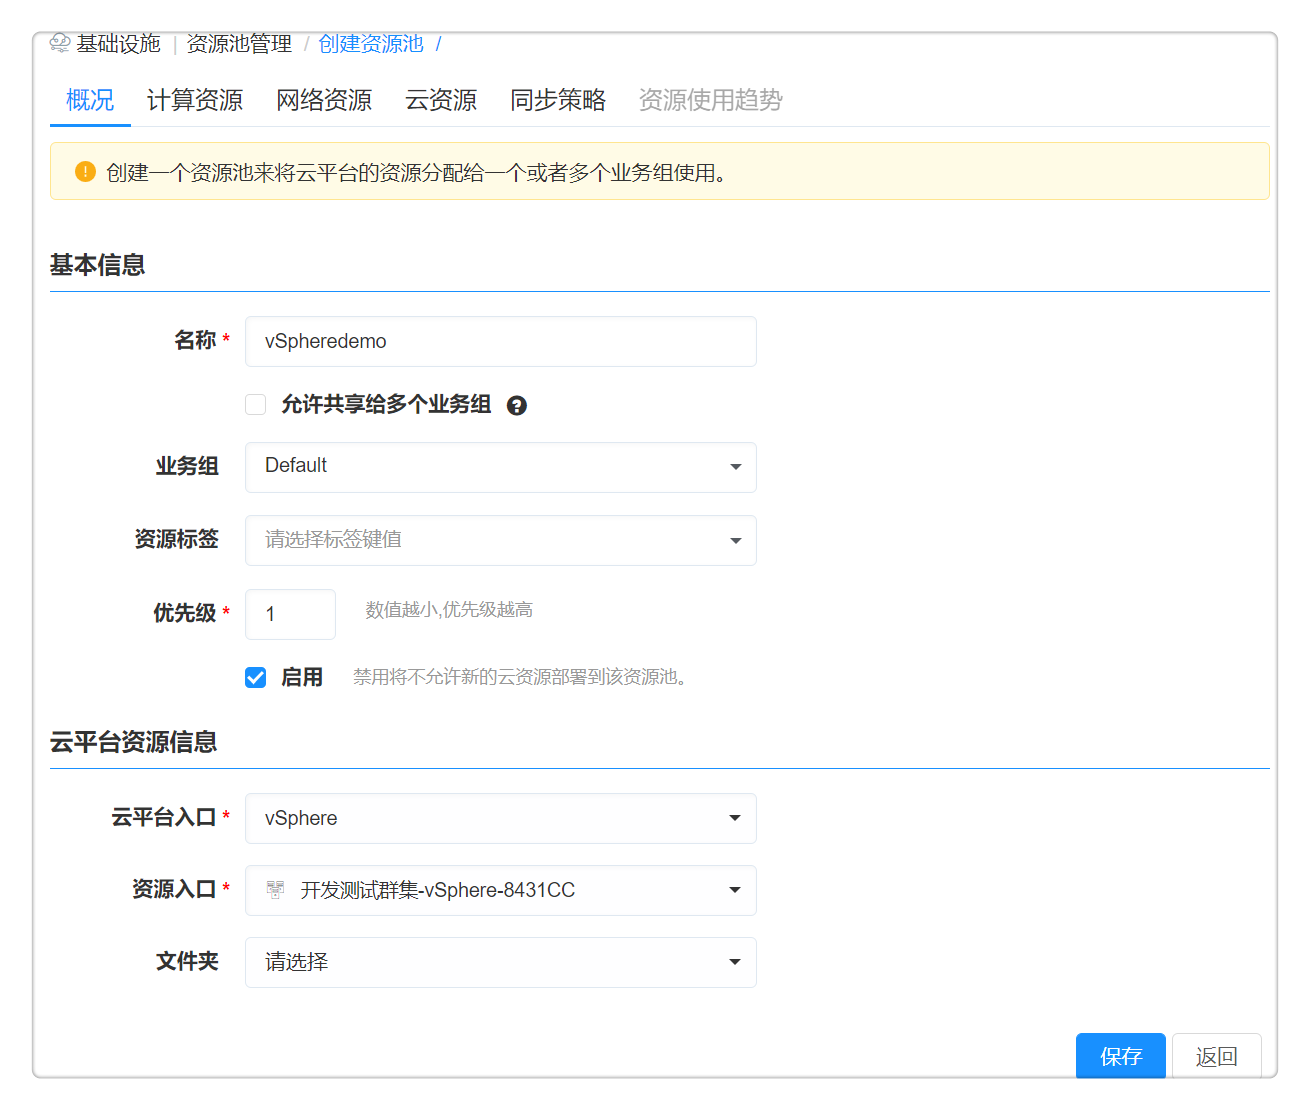 基础设施 | 资源池管理 / 创建资源池 /
概况 计算资源 网络资源 云资源 同步策略 资源使用趋势
创建一个资源池来将云平台的资源分配给一个或者多个业务组使用。
基本信息
名称 * vSpheredemo
允许共享给多个业务组
业务组 Default
资源标签 请选择标签键值
优先级 * 1 数值越小,优先级越高
启用 禁用将不允许新的云资源部署到该资源池。
云平台资源信息
云平台入口 * vSphere
资源入口 * 开发测试群集-vSphere-8431CC
文件夹 请选择
保存 返回